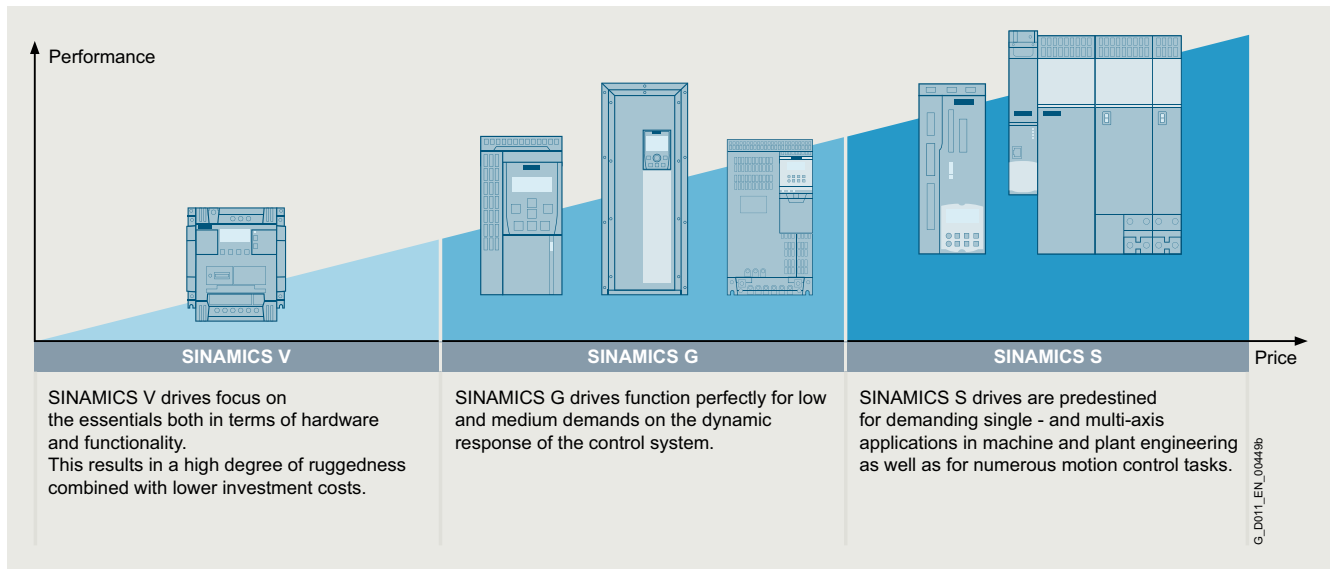 Performance
SINAMICS V
SINAMICS G
SINAMICS S
Price
SINAMICS V drives focus on
the essentials both in terms of hardware
and functionality.
This results in a high degree of ruggedness
combined with lower investment costs.
SINAMICS G drives function perfectly for low
and medium demands on the dynamic
response of the control system.
SINAMICS S drives are predestined
for demanding single - and multi-axis
applications in machine and plant engineering
as well as for numerous motion control tasks.
G_D011_EN_00449b